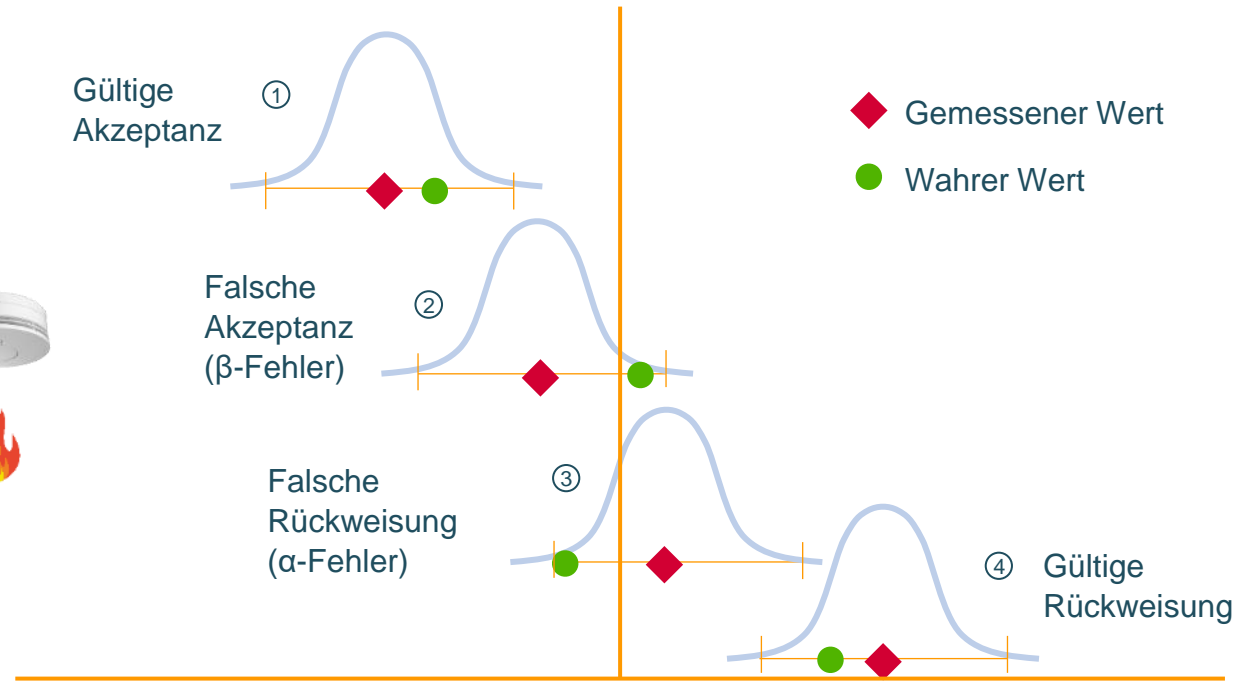 Gültige
Akzeptanz
①
Gemessener Wert
Wahrer Wert
Falsche
Akzeptanz
(β-Fehler)
②
Falsche
Rückweisung
(α-Fehler)
③
④
Gültige
Rückweisung